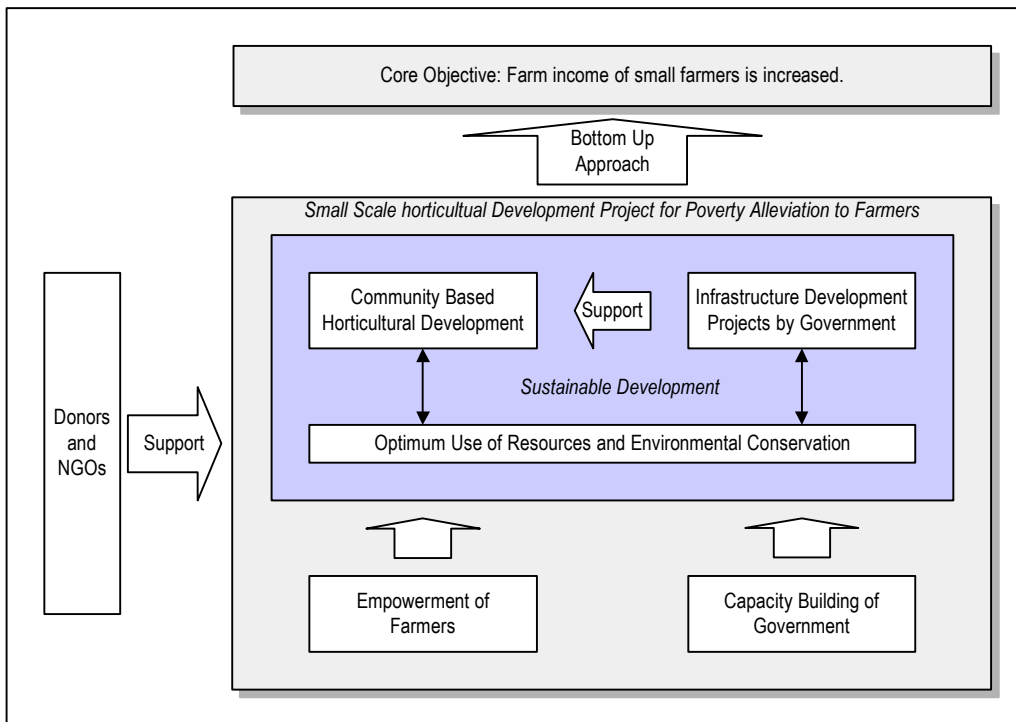 Core Objective: Farm income of small farmers is increased.
Bottom Up
Approach
Small Scale horticultual Development Project for Poverty Alleviation to Farmers
Community Based
Horticultural Development
Support
Infrastructure Development
Projects by Government
Sustainable Development
Donors
and
NGOs
Support
Optimum Use of Resources and Environmental Conservation
Empowerment of
Farmers
Capacity Building of
Government